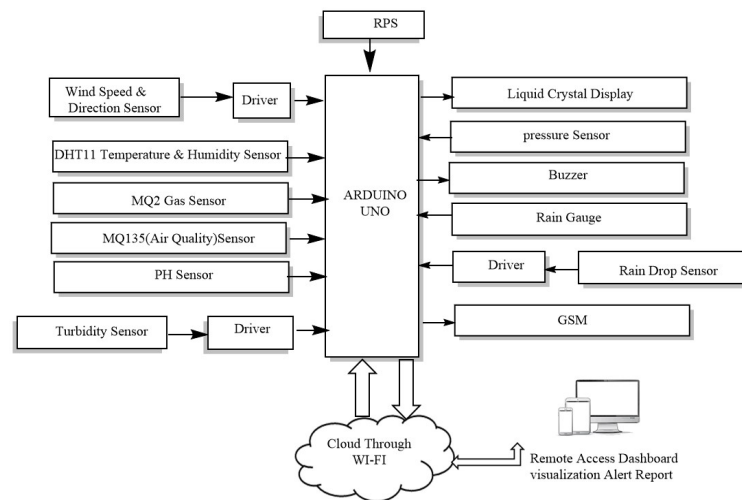 RPS
Wind Speed &
Direction Sensor
Driver
DHT11 Temperature & Humidity Sensor
MQ2 Gas Sensor
MQ135(Air Quality)Sensor
PH Sensor
Turbidity Sensor
Driver
ARDUINO
UNO
Liquid Crystal Display
pressure Sensor
Buzzer
Rain Gauge
Driver
Rain Drop Sensor
GSM
Cloud Through
WI-FI
Remote Access Dashboard
visualization Alert Report